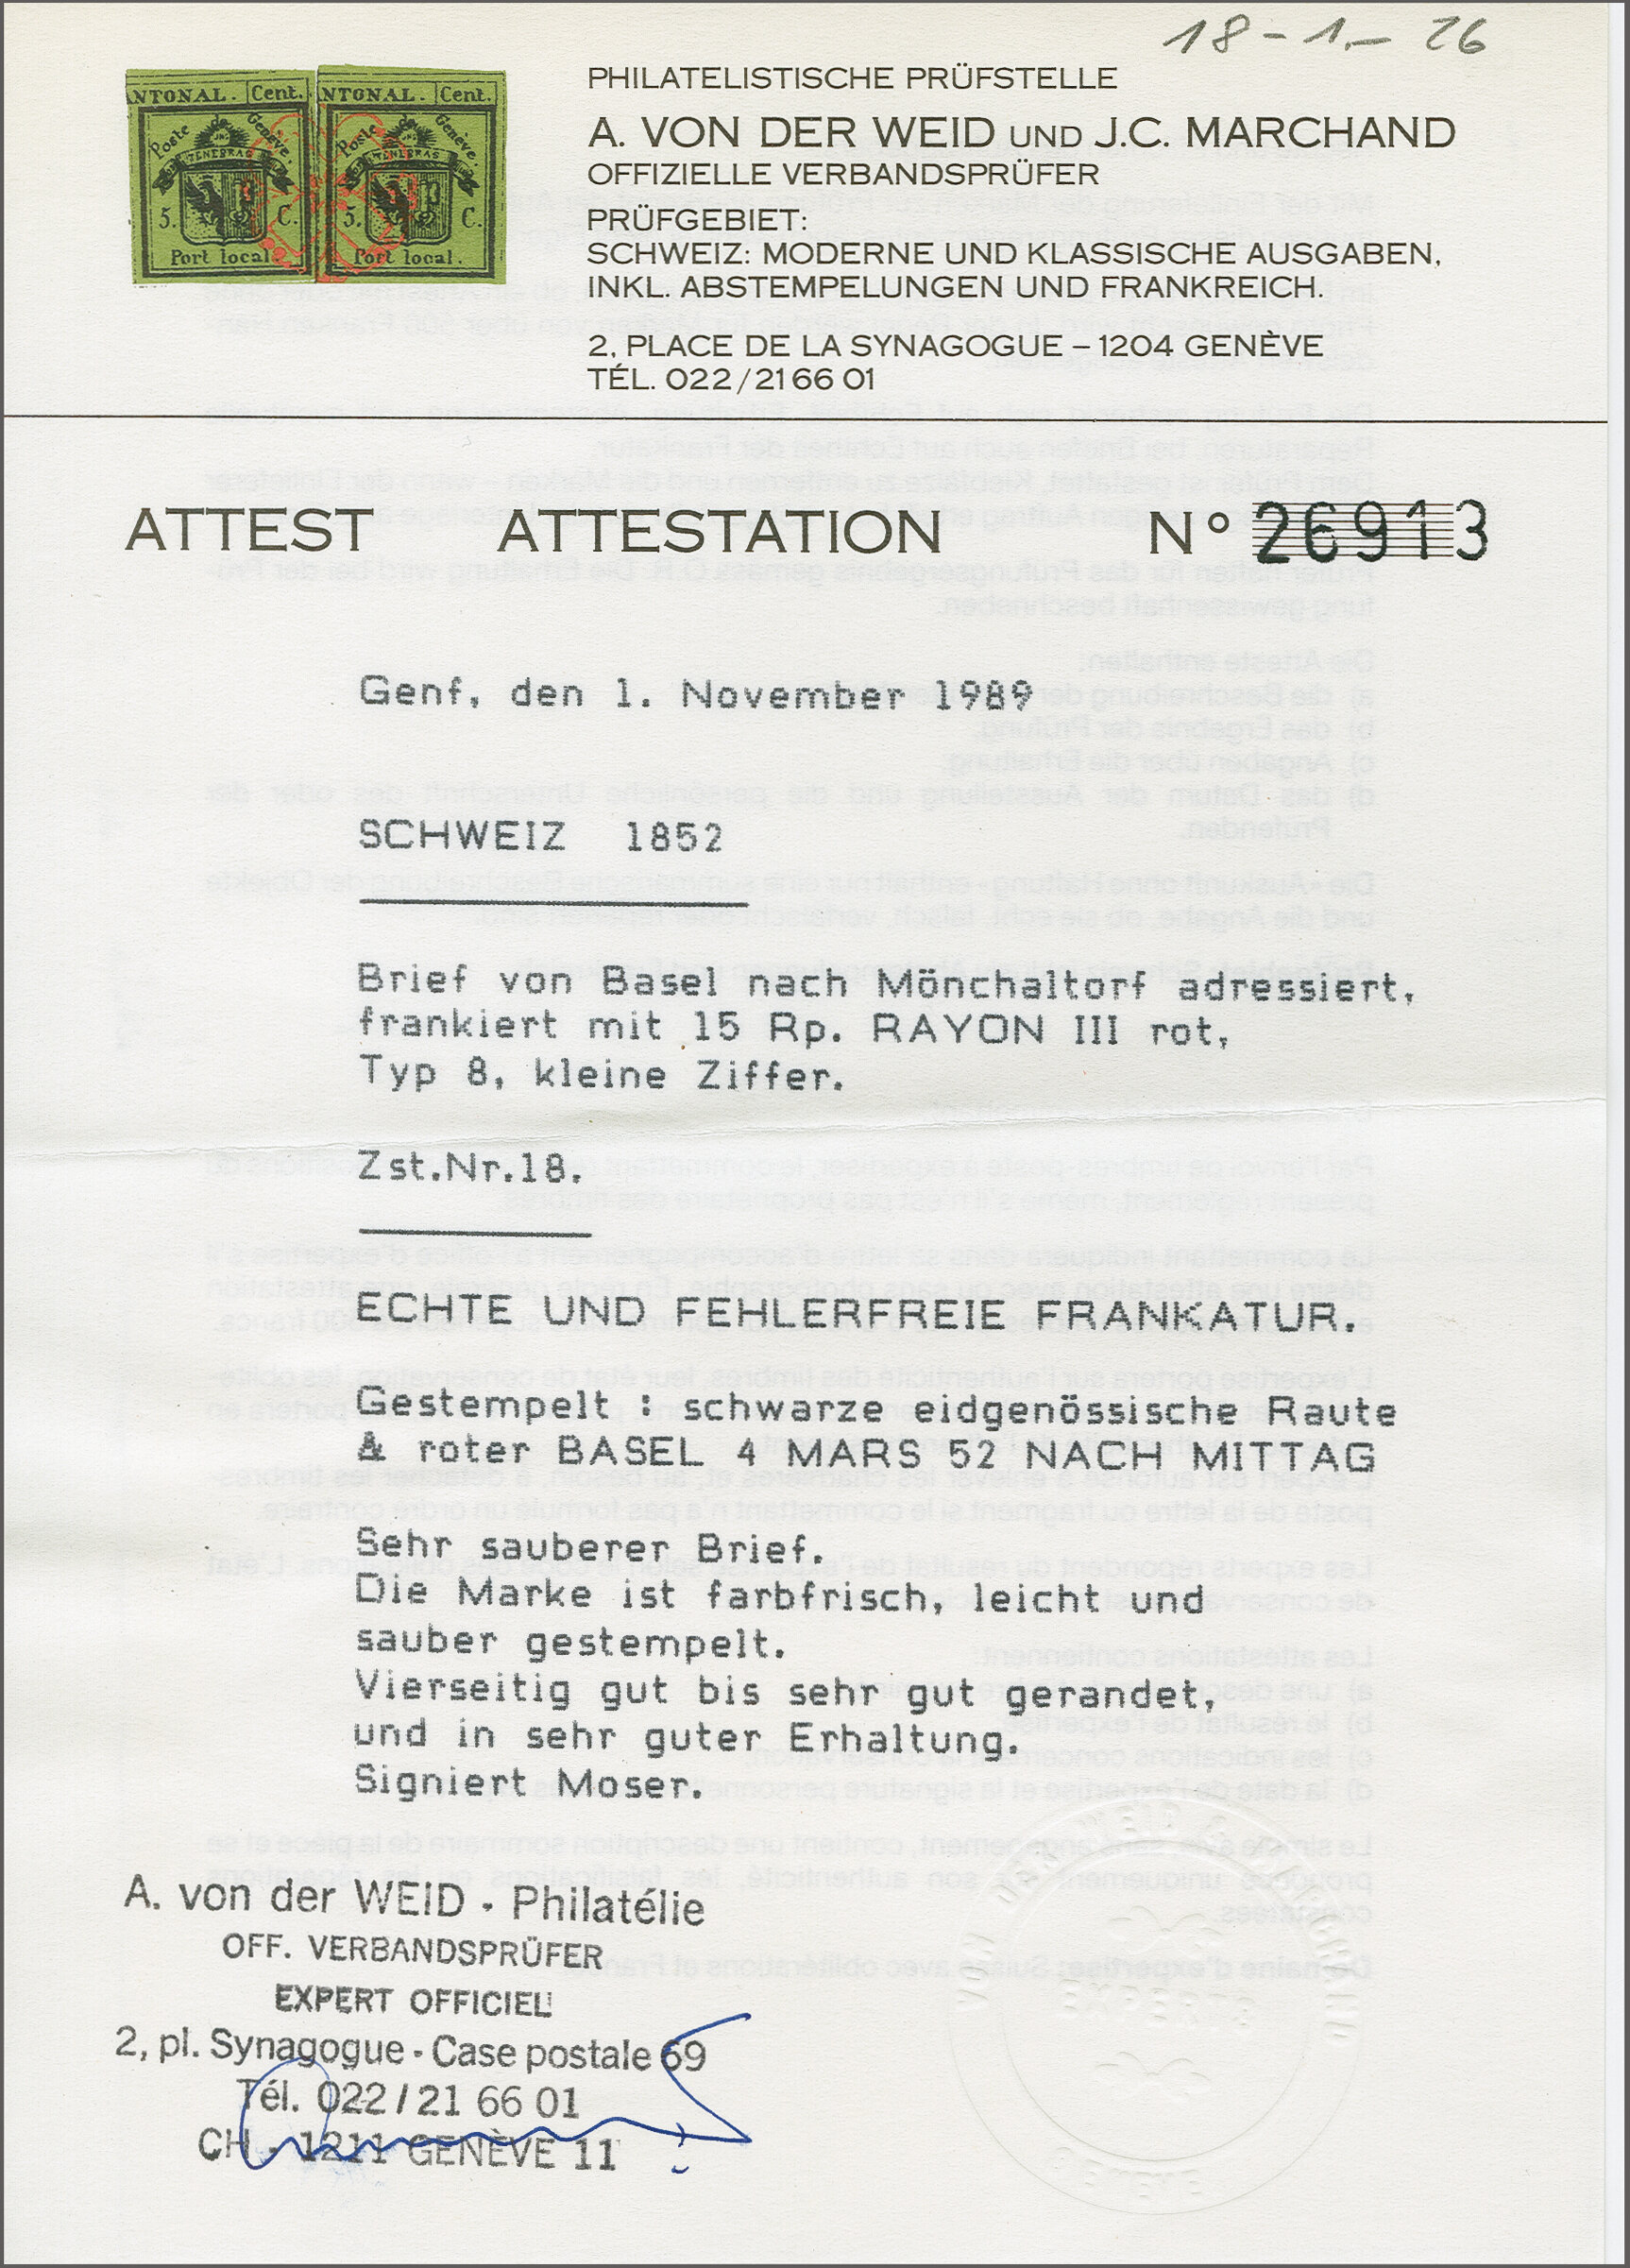 18-1.- 26
NTONAL. Cent. NTONAL. Cent.
Poste de Genève. Poste de Genève.
TENEBRAS TENEBRAS
5. C. 5. C.
Port local. Port local.
PHILATELISTISCHE PRÜFSTELLE
A. VON DER WEID UND J.C. MARCHAND
OFFIZIELLE VERBANDSPRÜFER
PRÜFGEBIET:
SCHWEIZ: MODERNE UND KLASSISCHE AUSGABEN,
INKL. ABSTEMPELUNGEN UND FRANKREICH.
2, PLACE DE LA SYNAGOGUE – 1204 GENÈVE
TÉL. 022/21 66 01
ATTEST ATTESTATION N° 26913
Genf, den 1. November 1989
SCHWEIZ 1852
Brief von Basel nach Mönchaltorf adressiert,
frankiert mit 15 Rp. RAYON III rot,
Typ 8, kleine Ziffer.
Zst.Nr.18.
ECHTE UND FEHLERFREIE FRANKATUR.
Gestempelt : schwarze eidgenössische Raute
& roter BASEL 4 MARS 52 NACH MITTAG
Sehr sauberer Brief.
Die Marke ist farbfrisch, leicht und
sauber gestempelt.
Vierseitig gut bis sehr gut gerandet,
und in sehr guter Erhaltung.
Signiert Moser.
A. von der WEID - Philatélie
OFF. VERBANDSPRÜFER
EXPERT OFFICIEL
2, pl. Synagogue - Case postale 69
Tél. 022/21 66 01
CH - 1211 GENÈVE 11
EXPERTS
GENEVE